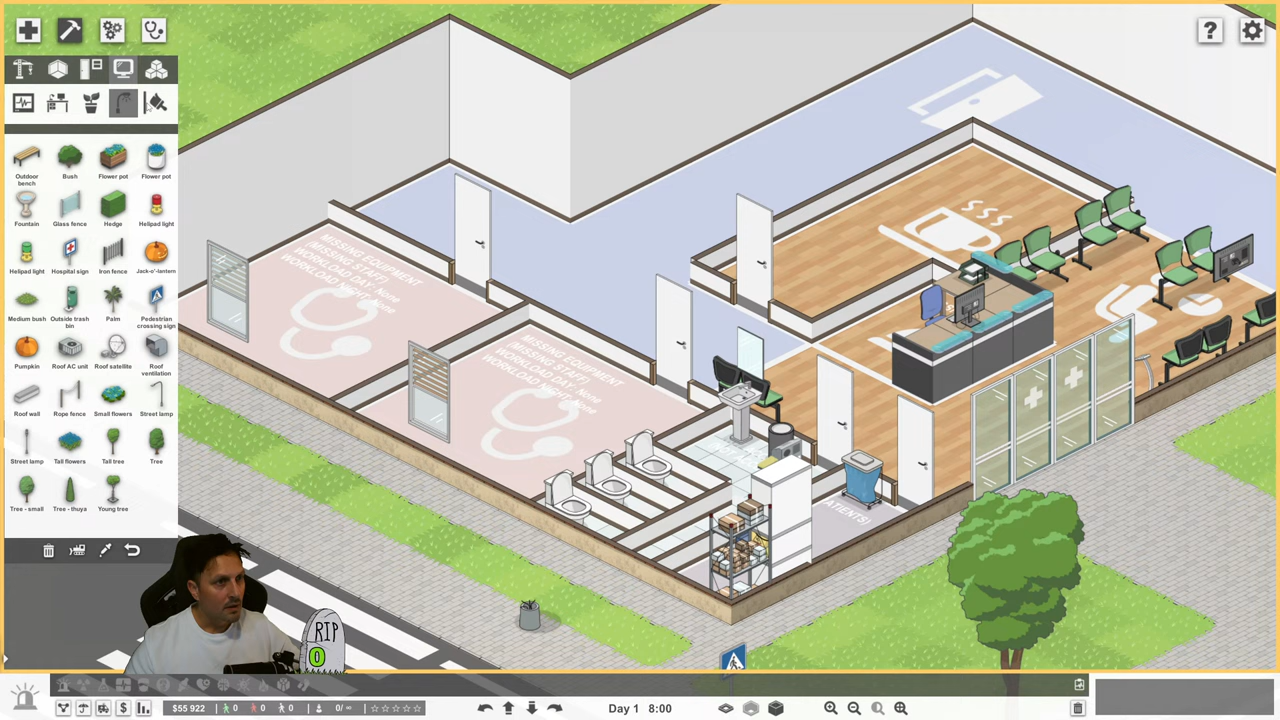 ?
Outdoor
bench
Bush
Flower pot
Flower pot
Fountain
Glass fence
Hedge
Helipad light
Helipad light
Hospital sign
Iron fence
Jack-o'-lantern
Medium bush
Outside trash
bin
Palm
Pedestrian
crossing sign
Pumpkin
Roof AC unit
Roof satellite
Roof
ventilation
Roof wall
Rope fence
Small flowers
Street lamp
Street lamp
Tall flowers
Tall tree
Tree
Tree - small
Tree - thuya
Young tree
MISSING EQUIPMENT
(MISSING STAFF)
WORKLOAD DAY: None
WORKLOAD NIGHT: None
MISSING EQUIPMENT
(MISSING STAFF)
WORKLOAD DAY: None
WORKLOAD NIGHT: None
ATIENTS!
RIP
0
$
$55 922
0
0
0
0/∞
Day 1 8:00